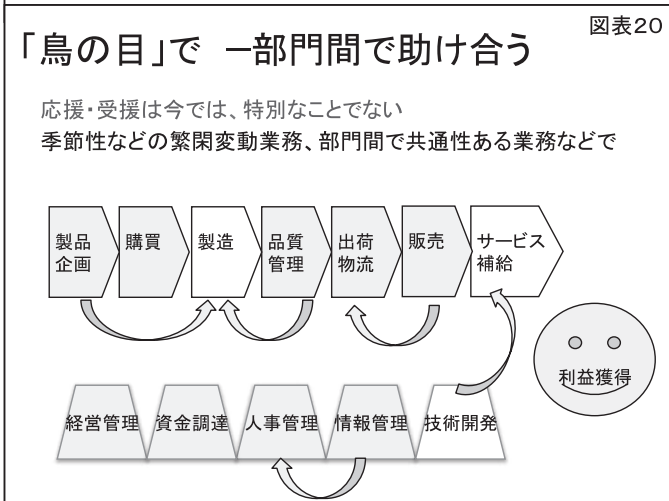 図表20
「鳥の目」で －部門間で助け合う
応援・受援は今では、特別なことでない
季節性などの繁閑変動業務、部門間で共通性ある業務などで
製品
企画
購買
製造
品質
管理
出荷
物流
販売
サービス
補給
利益獲得
経営管理
資金調達
人事管理
情報管理
技術開発